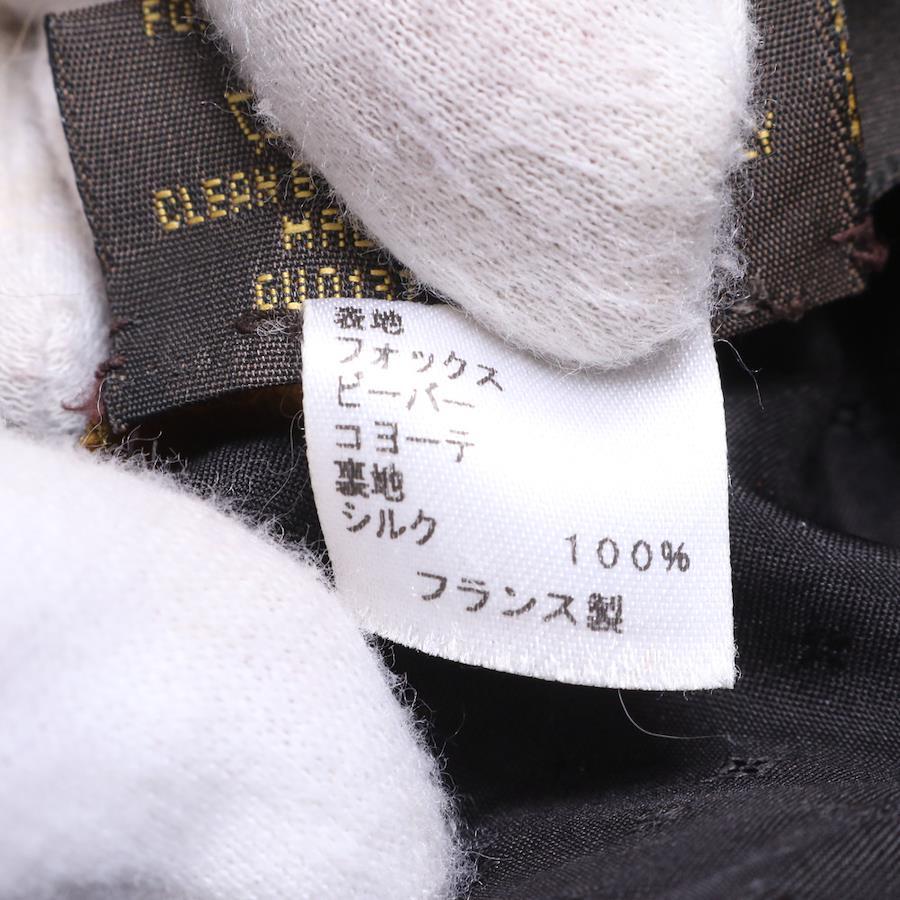 CLEAN
表地
フォックス
ビーバー
コヨーテ
裏地
シルク 100%
フランス製